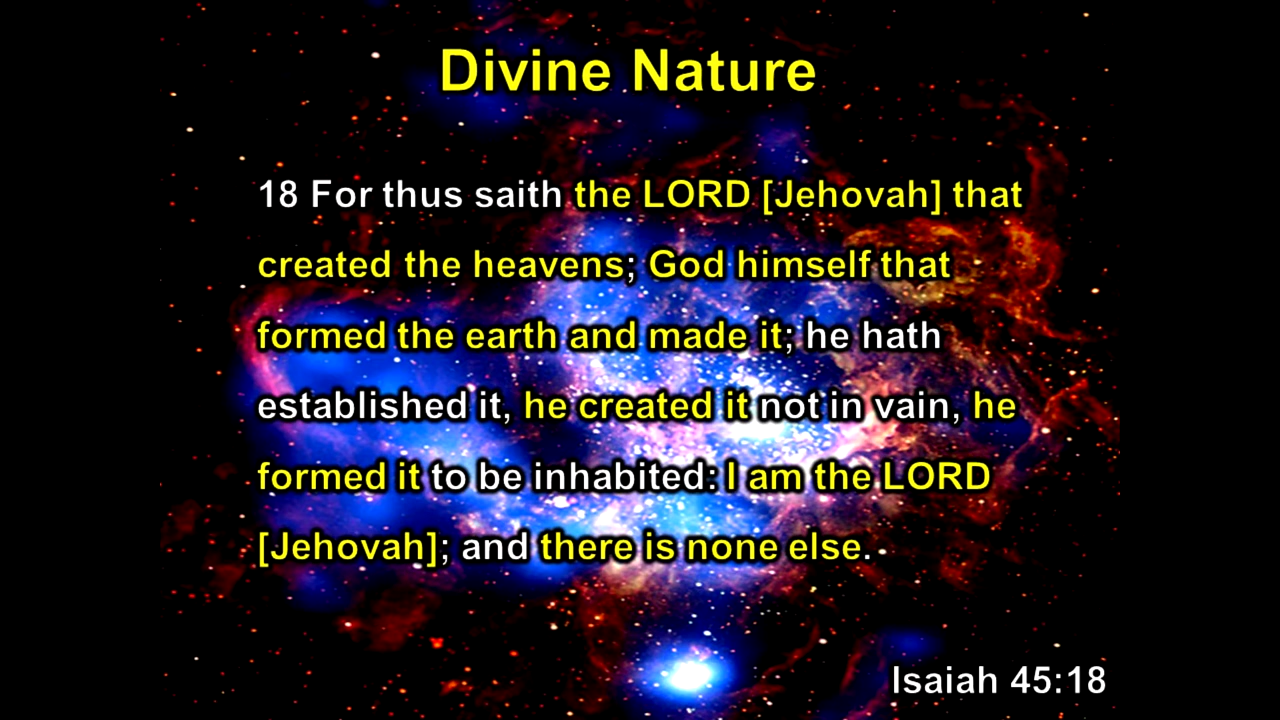 Divine Nature
18 For thus saith the LORD [Jehovah] that
created the heavens; God himself that
formed the earth and made it; he hath
established it, he created it not in vain, he
formed it to be inhabited: I am the LORD
[Jehovah]; and there is none else.
Isaiah 45:18